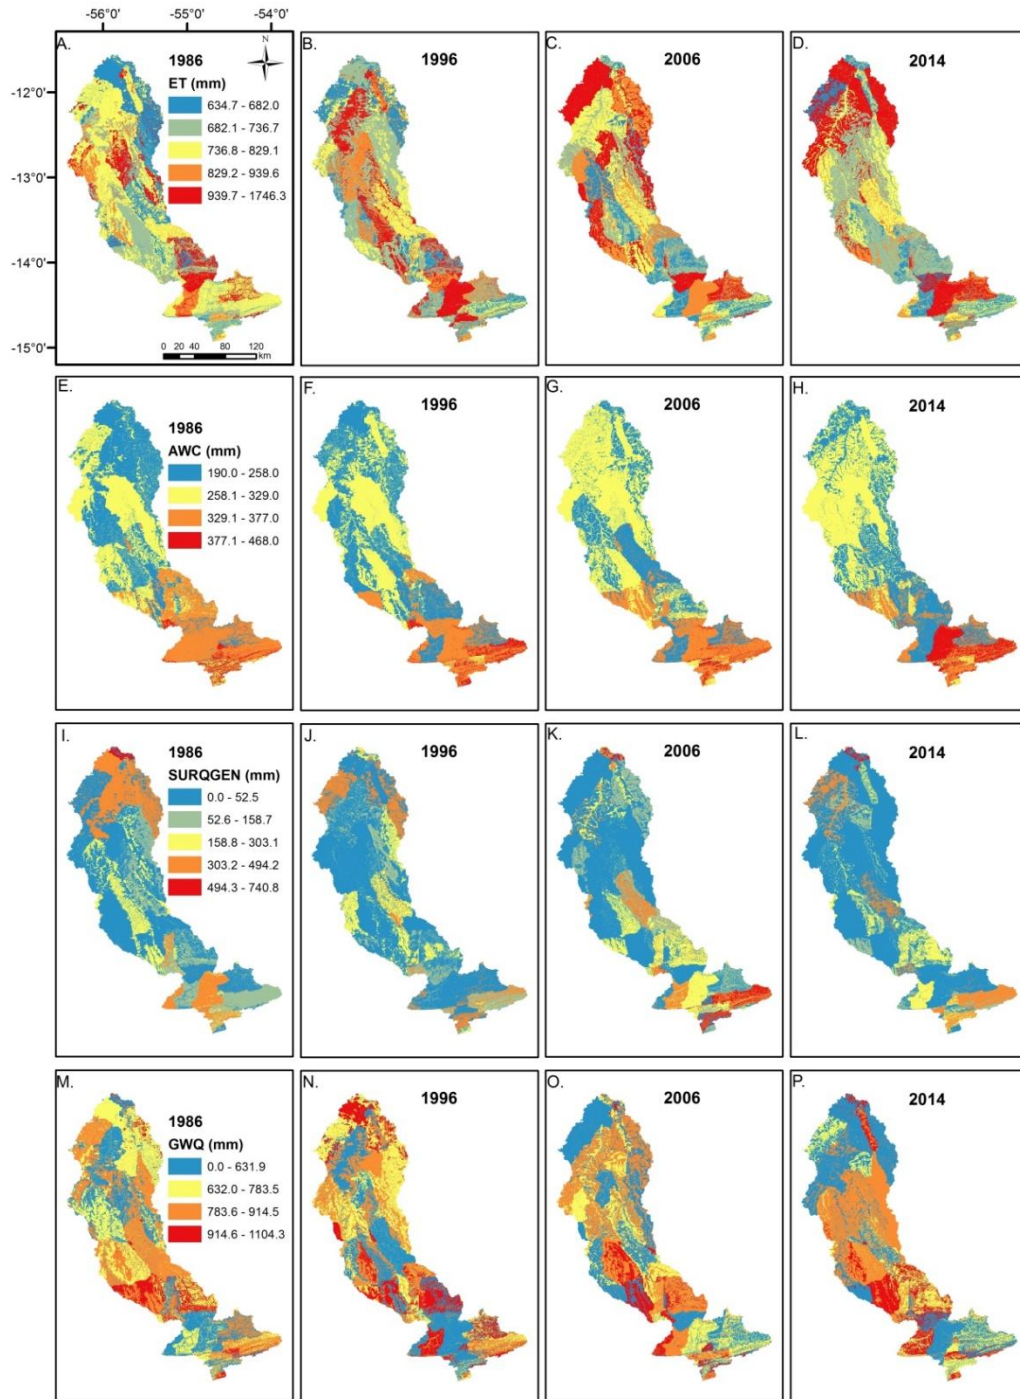 -56°0' -55°0' -54°0'
-12°0'
-13°0'
-14°0'
-15°0'
A.
1986
N
ET (mm)
634.7 - 682.0
682.1 - 736.7
736.8 - 829.1
829.2 - 939.6
939.7 - 1746.3
0 20 40 80 120
km
B.
1996
C.
2006
D.
2014
E.
1986
AWC (mm)
190.0 - 258.0
258.1 - 329.0
329.1 - 377.0
377.1 - 468.0
F.
1996
G.
2006
H.
2014
I.
1986
SURQGEN (mm)
0.0 - 52.5
52.6 - 158.7
158.8 - 303.1
303.2 - 494.2
494.3 - 740.8
J.
1996
K.
2006
L.
2014
M.
1986
GWQ (mm)
0.0 - 631.9
632.0 - 783.5
783.6 - 914.5
914.6 - 1104.3
N.
1996
O.
2006
P.
2014